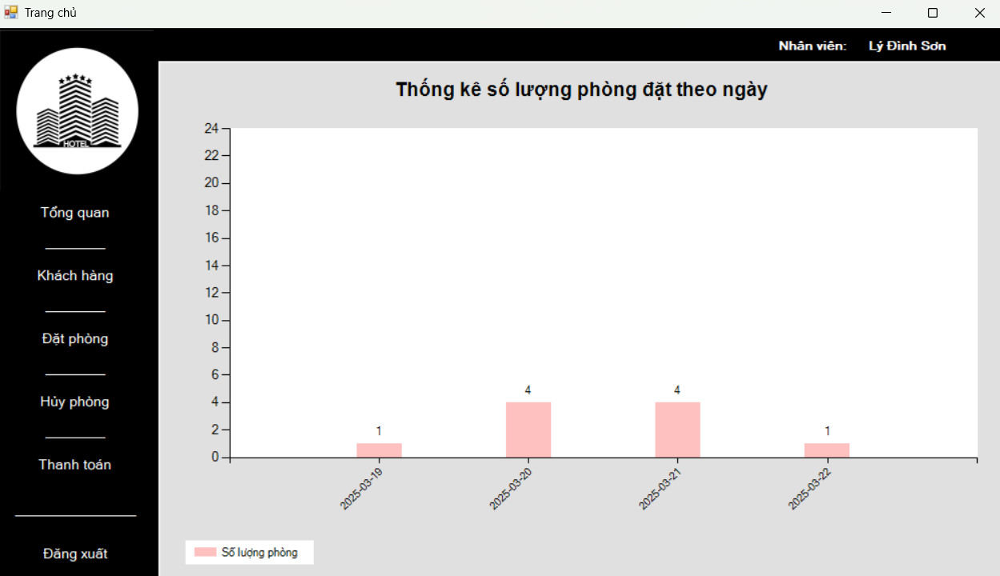 Trang chủ
Nhân viên: Lý Đình Sơn
HOTEL
Tổng quan
Khách hàng
Đặt phòng
Hủy phòng
Thanh toán
Đăng xuất
Thống kê số lượng phòng đặt theo ngày
24
22
20
18
16
14
12
10
8
6
4
2
0
1
4
4
1
2025-03-19
2025-03-20
2025-03-21
2025-03-22
Số lượng phòng